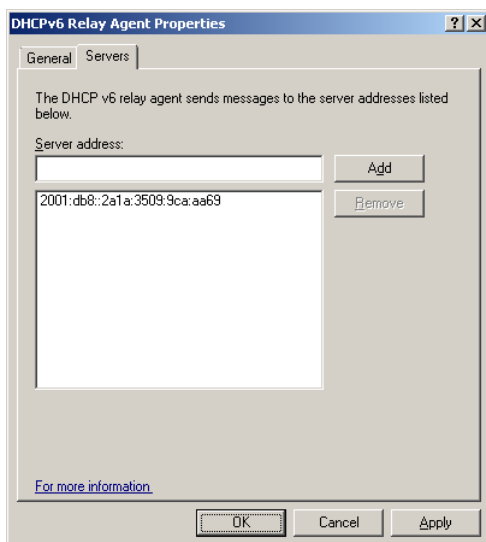 DHCPv6 Relay Agent Properties
General
Servers
The DHCP v6 relay agent sends messages to the server addresses listed
below.
Server address:
Add
2001:db8::2a1a:3509:9ca:aa69
Remove
For more information
OK
Cancel
Apply